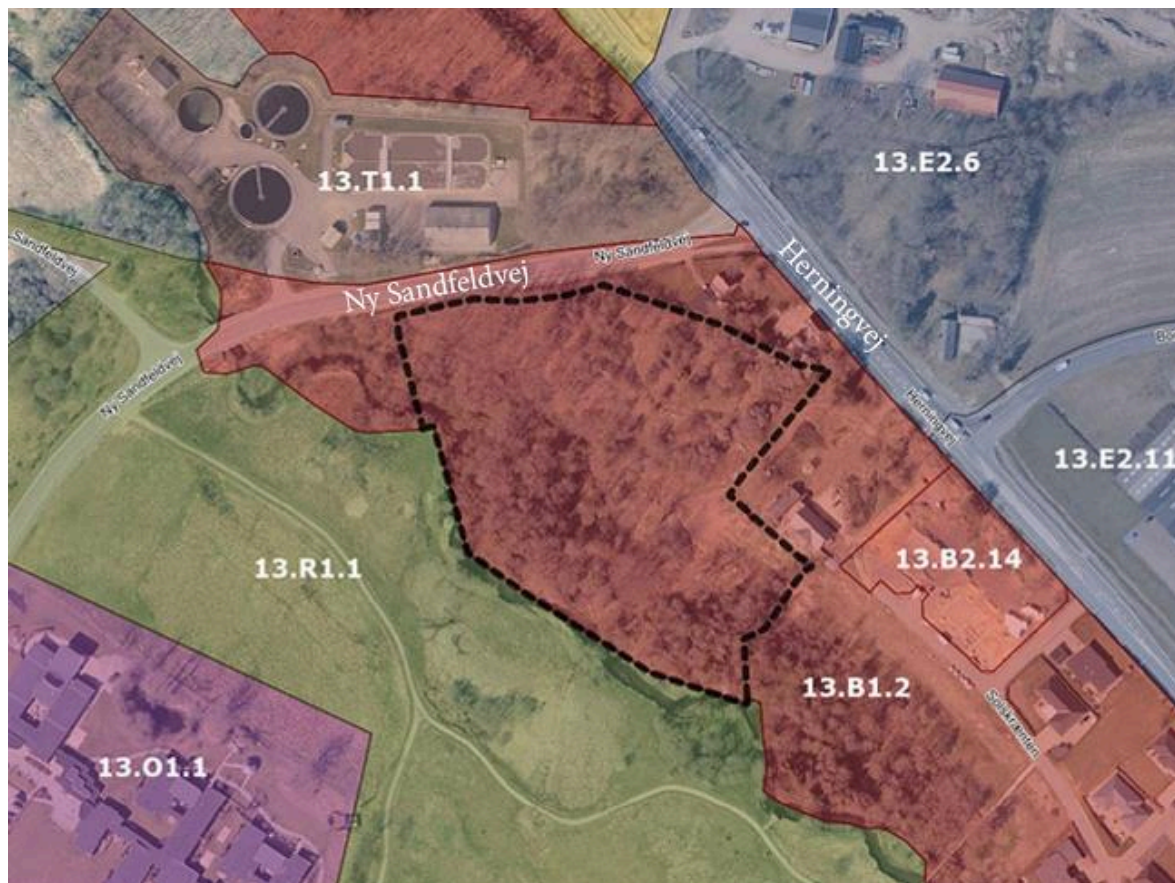 13.T1.1
13.E2.6
Sandfeldvej
Ny Sandfeldvej
Ny Sandfeldvej
Herningvej
Ny Sandfeldvej
Herningvej
13.E2.11
13.R1.1
13.B2.14
13.B1.2
Solskrænten
13.O1.1